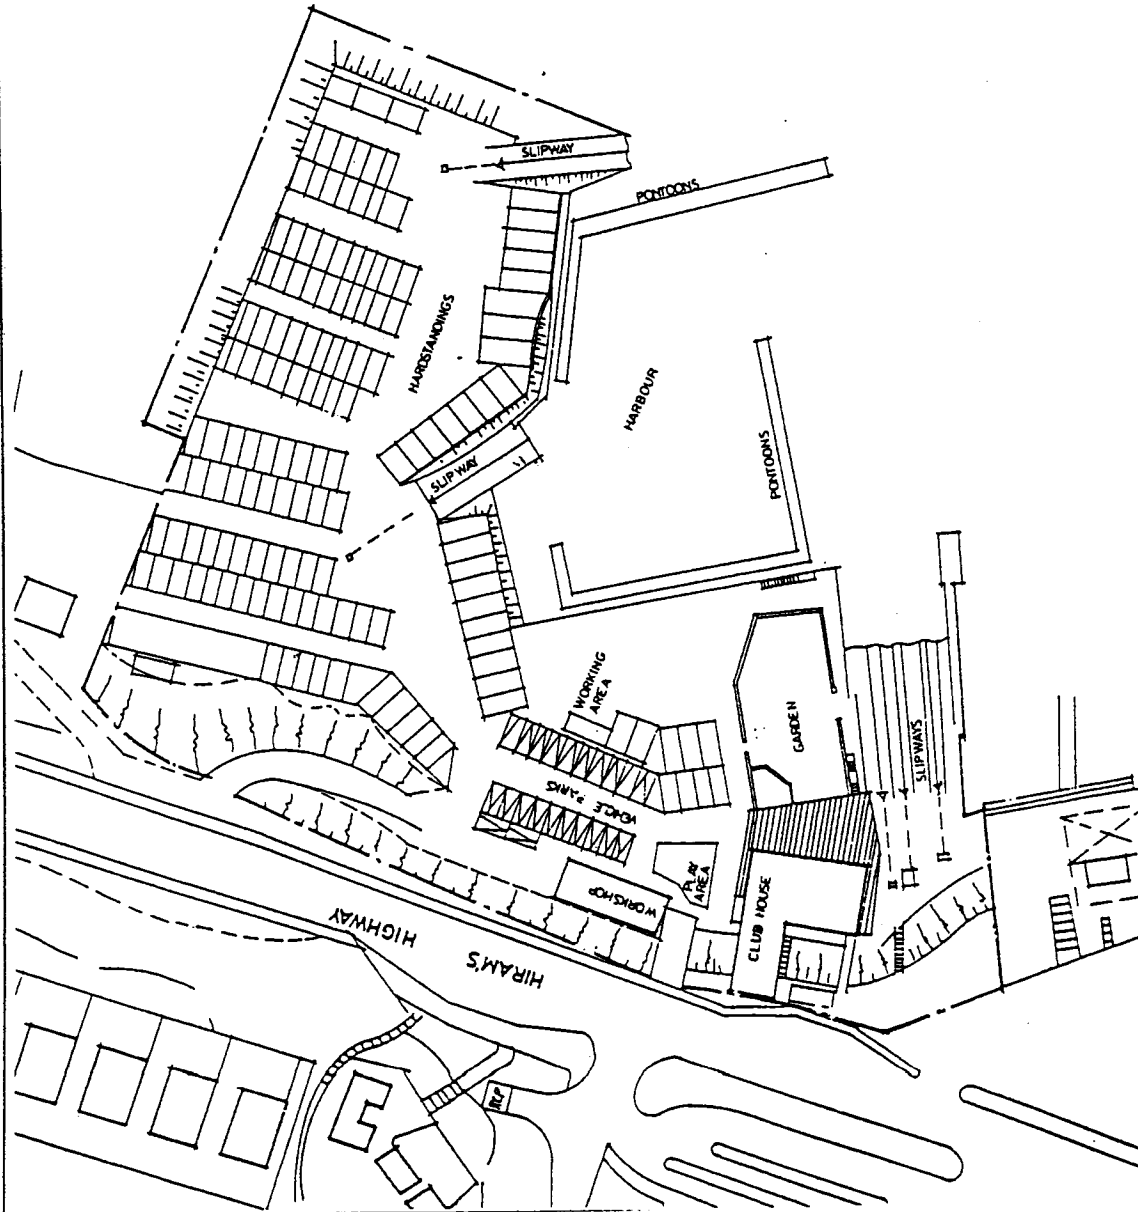 SLIPWAY
PONTOONS
HARDSTANDINGS
HARBOUR
SLIPWAY
PONTOONS
WORKING
AREA
GARDEN
SLIPWAYS
VEHICLE PARKS
PLAY
AREA
WORKSHOP
CLUB HOUSE
HIRAM'S
HIGHWAY
RCP